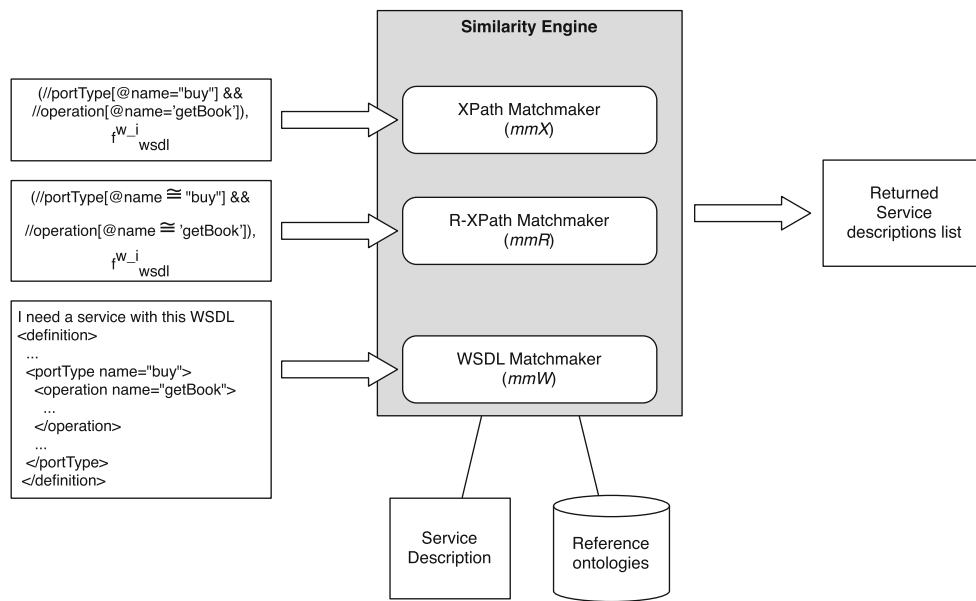 Similarity Engine
(//portType[@name="buy"] &&
//operation[@name='getBook']),
f w_i wsdl
XPath Matchmaker
(mmX)
(//portType[@name ≅ "buy"] &&
//operation[@name ≅ 'getBook']),
f w_i wsdl
R-XPath Matchmaker
(mmR)
Returned
Service
descriptions list
I need a service with this WSDL
<definition>
...
<portType name="buy">
<operation name="getBook">
...
</operation>
...
</portType>
</definition>
WSDL Matchmaker
(mmW)
Service
Description
Reference
ontologies